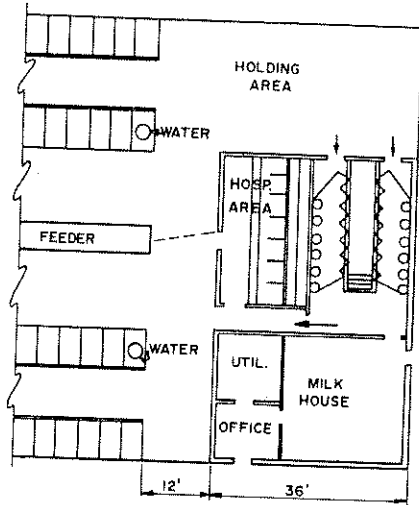 HOLDING
AREA
WATER
HOSP.
AREA
FEEDER
WATER
UTIL.
MILK
HOUSE
OFFICE
12'
36'